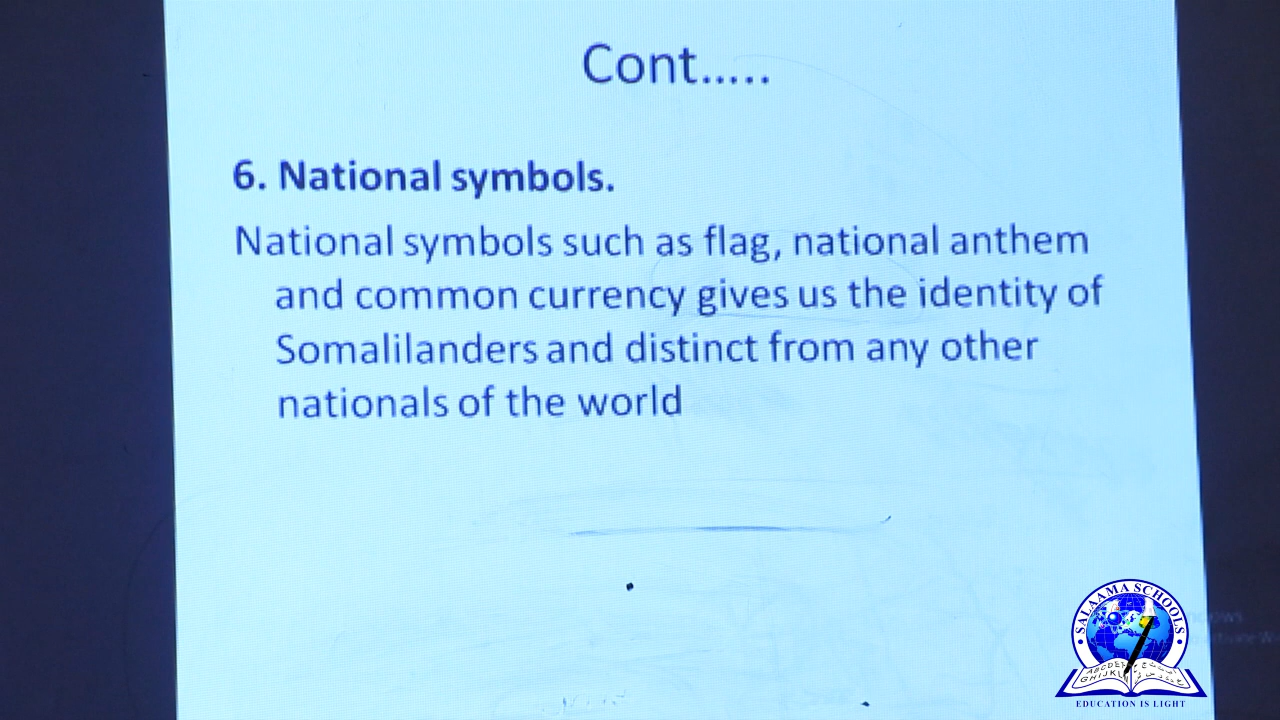 Cont.....
6. National symbols.
National symbols such as flag, national anthem
and common currency gives us the identity of
Somalilanders and distinct from any other
nationals of the world
SALAAMA SCHOOLS
EDUCATION IS LIGHT